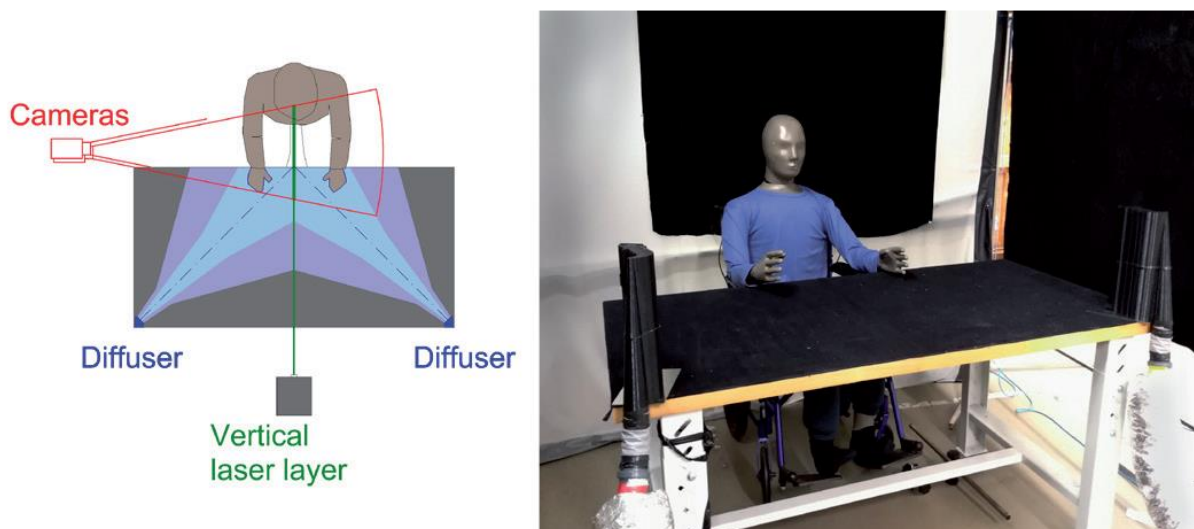 Cameras
Diffuser
Diffuser
Vertical
laser layer